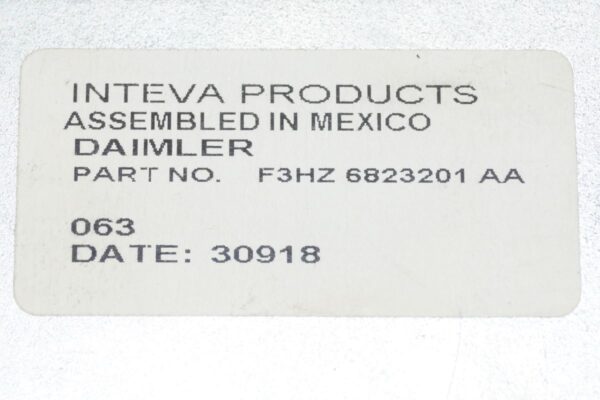 INTEVA PRODUCTS
ASSEMBLED IN MEXICO
DAIMLER
PART NO. F3HZ 6823201 AA
063
DATE: 30918